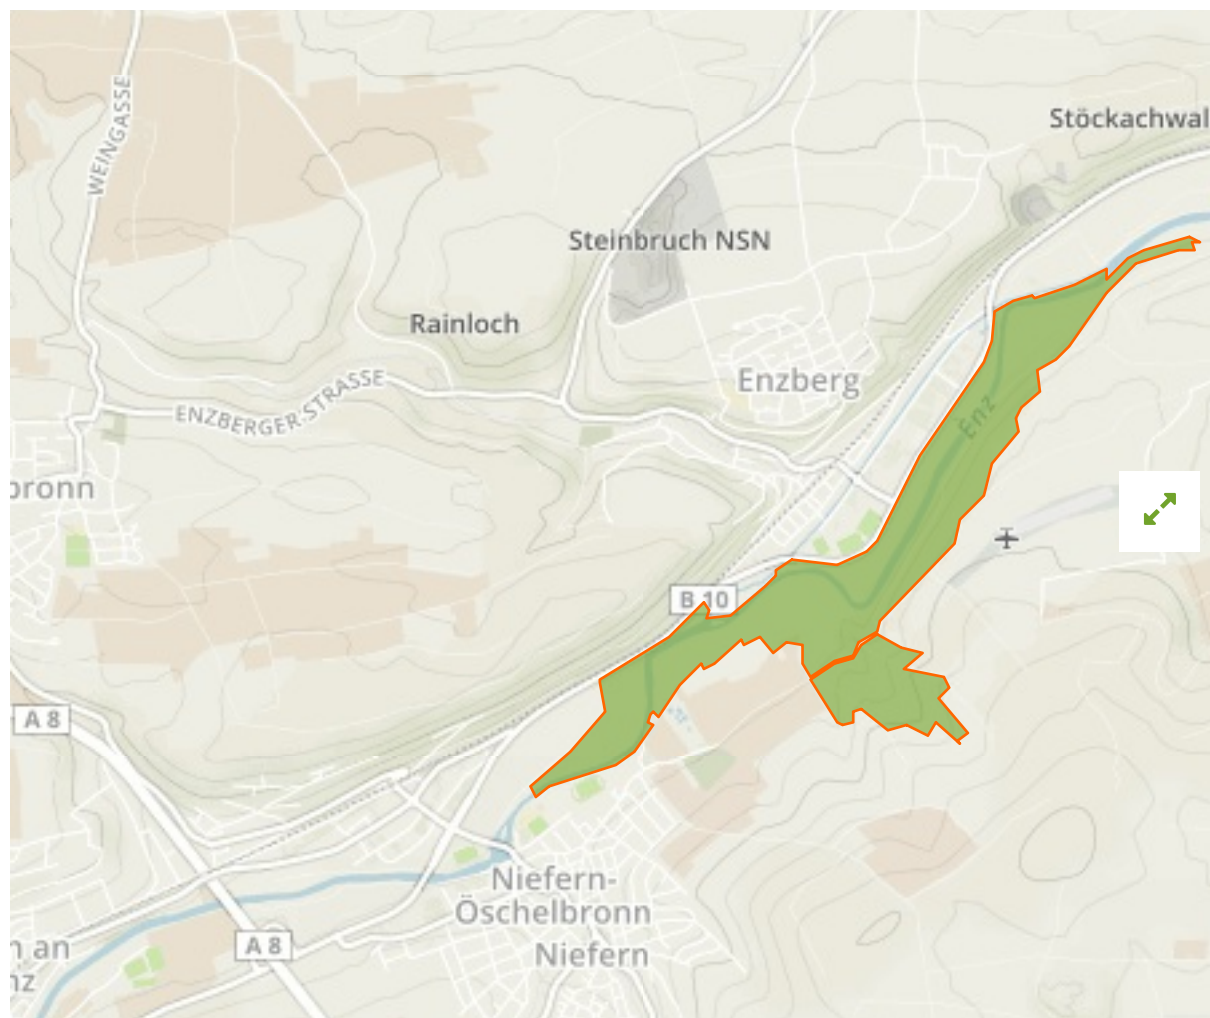 WEINGASSE
Stöckachwal
Steinbruch NSN
Rainloch
Enzberg
ENZBERGER-STRASSE
Enz
bronn
B 10
A 8
Niefern-
Öschelbronn
Niefern
A 8
n an
nz